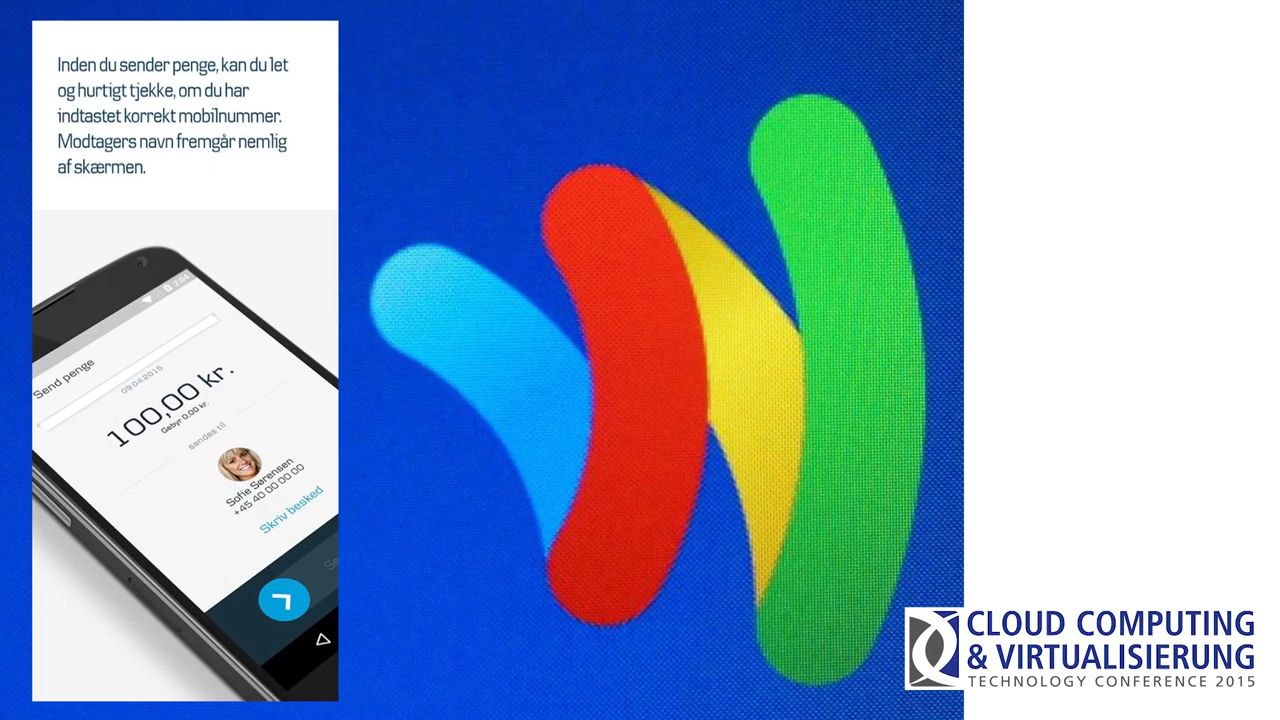 Inden du sender penge, kan du let
og hurtigt tjekke, om du har
indtastet korrekt mobilnummer.
Modtagers navn fremgår nemlig
af skærmen.
2:04
Send penge
09.04.2015
100,00 kr.
Gebyr 0,00 kr.
sendes til
Sofie Sørensen
+45 40 00 00 00
Skriv besked
CLOUD COMPUTING
& VIRTUALISIERUNG
TECHNOLOGY CONFERENCE 2015